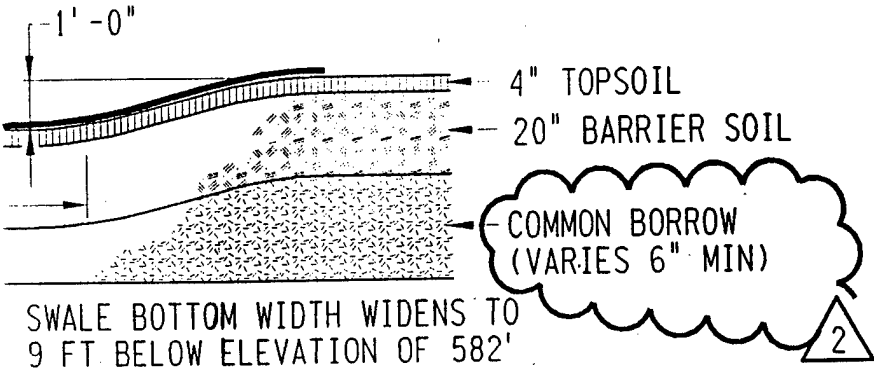 1'-0"
4" TOPSOIL
20" BARRIER SOIL
COMMON BORROW
(VARIES 6" MIN)
2
SWALE BOTTOM WIDTH WIDENS TO
9 FT BELOW ELEVATION OF 582'